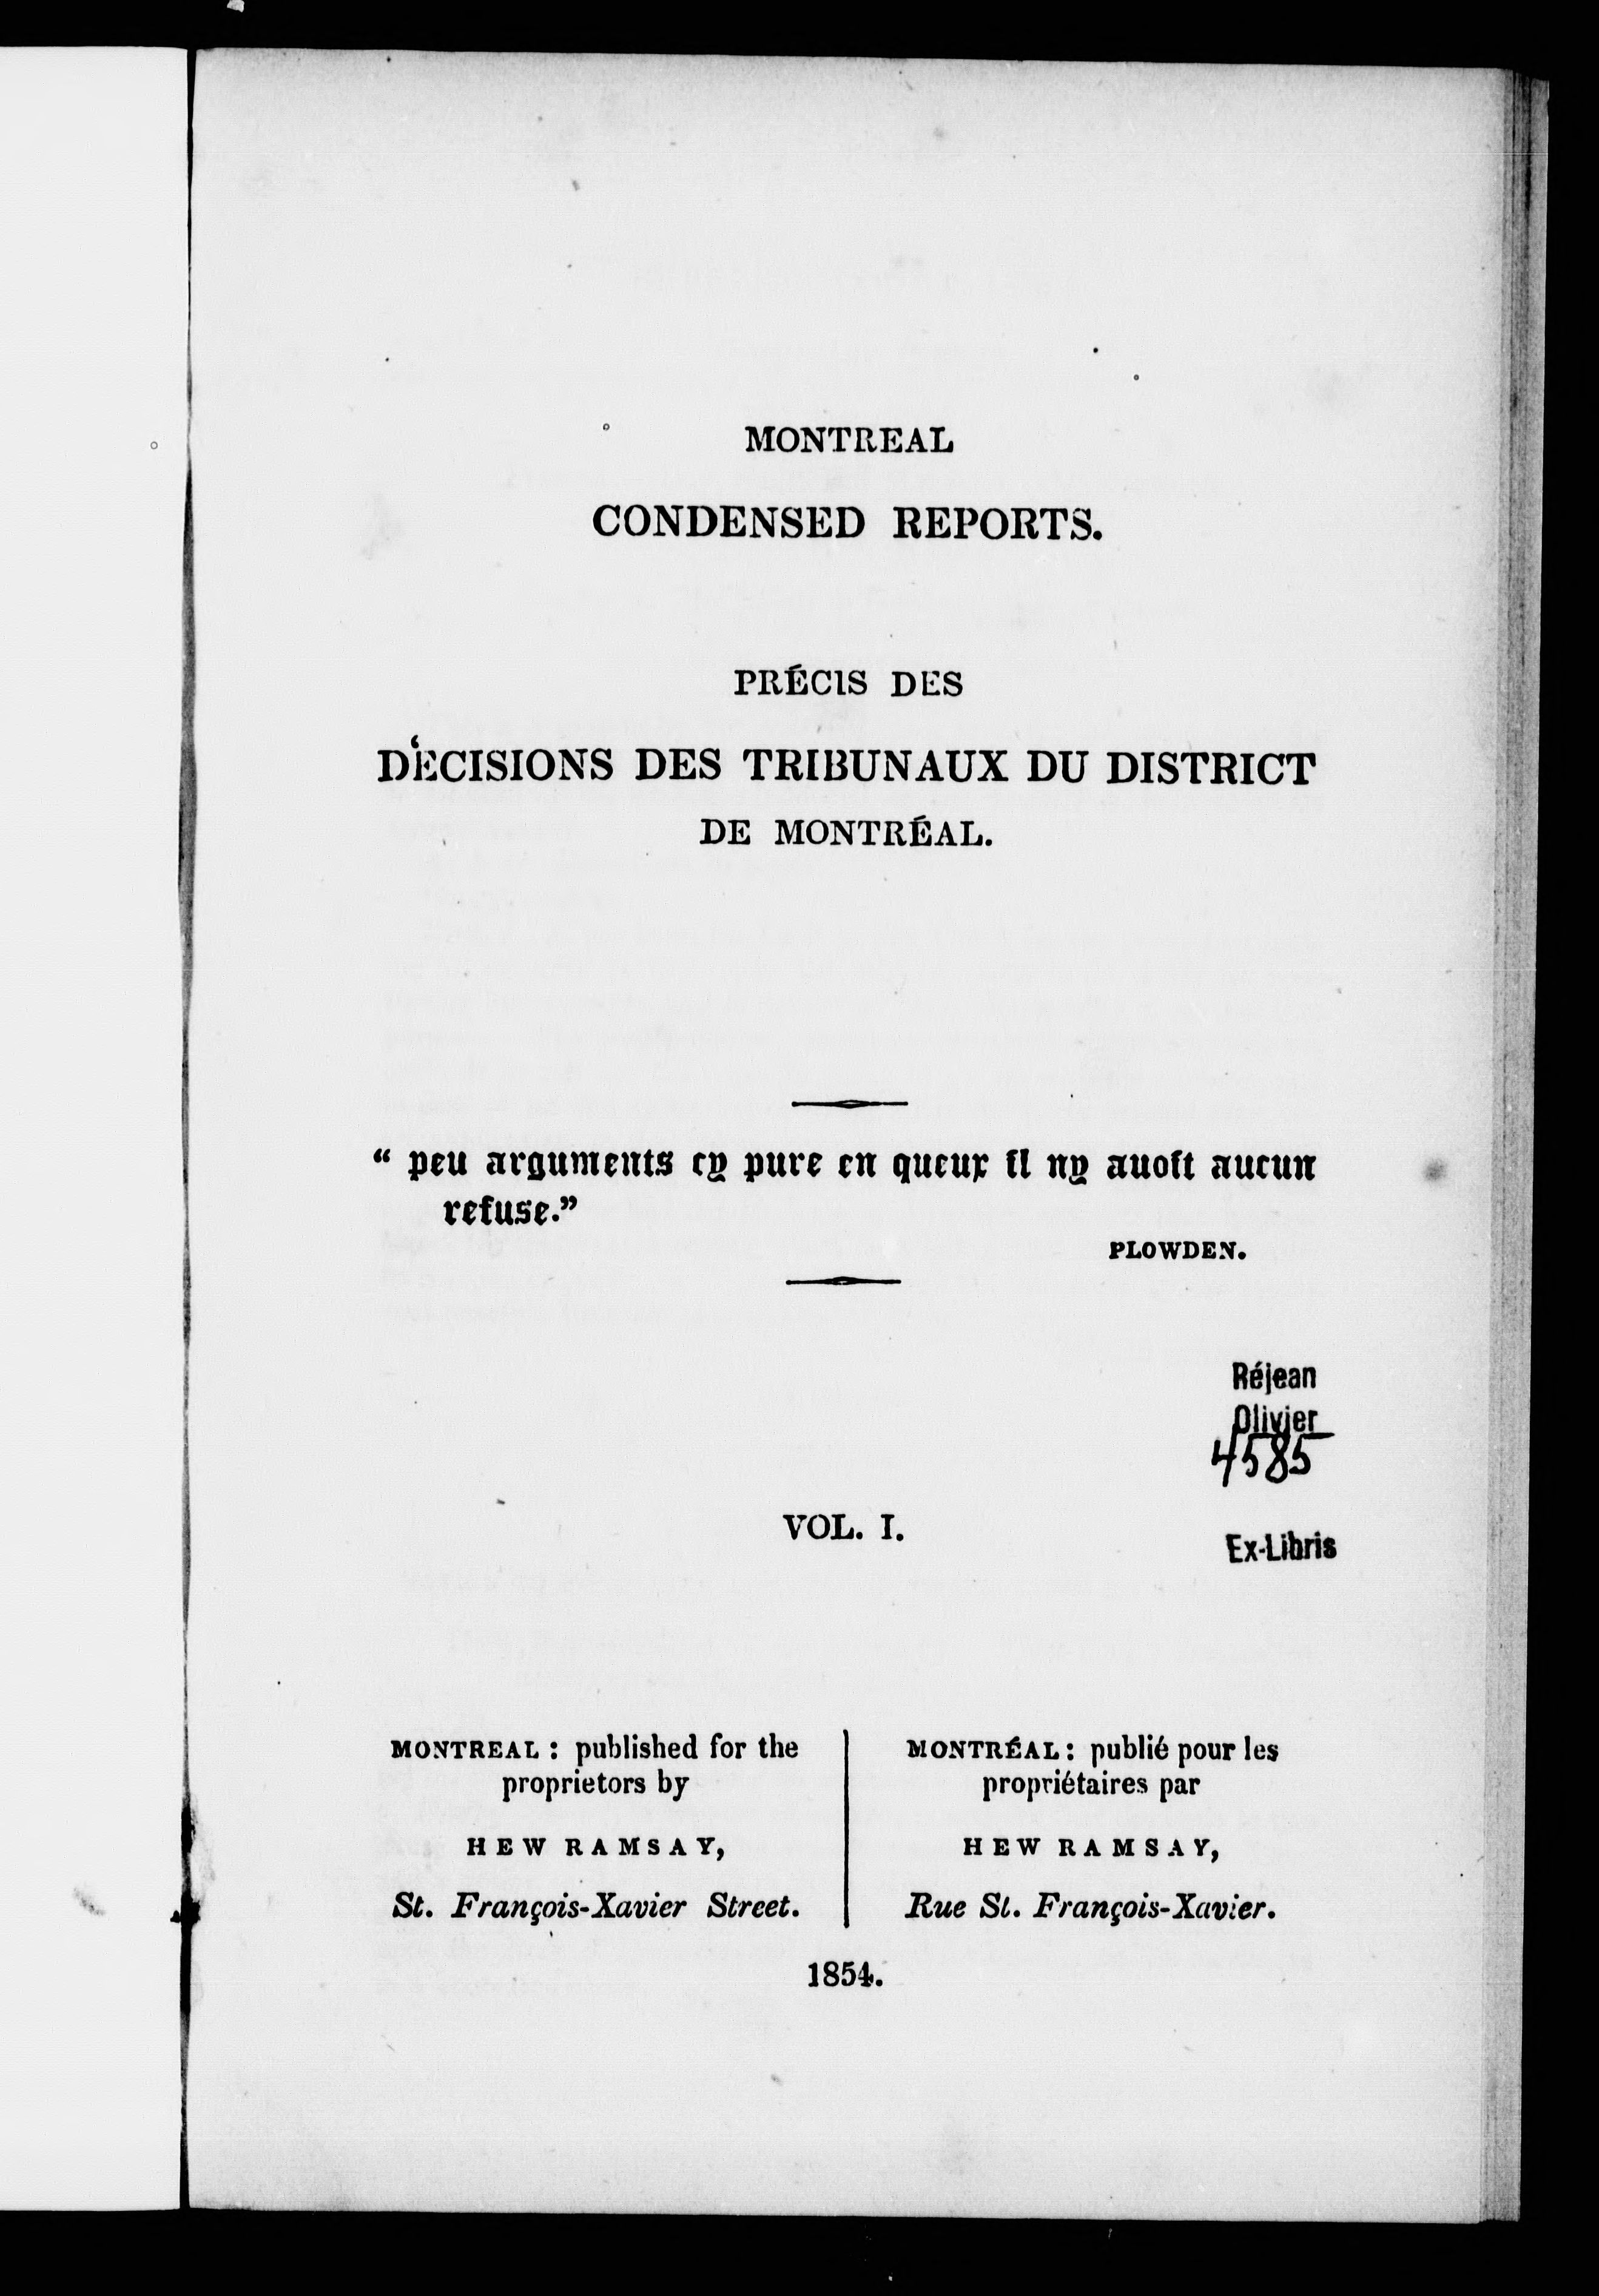 MONTREAL
CONDENSED REPORTS.
PRÉCIS DES
DÉCISIONS DES TRIBUNAUX DU DISTRICT
DE MONTRÉAL.
“ peu arguments cy pure en queux il ny auoit aucun
refuse.”
PLOWDEN.
Réjean
Olivier
4585
VOL. I.
Ex-Libris
MONTREAL : published for the
proprietors by
HEW RAMSAY,
St. François-Xavier Street.
MONTRÉAL : publié pour les
propriétaires par
HEW RAMSAY,
Rue St. François-Xavier.
1854.